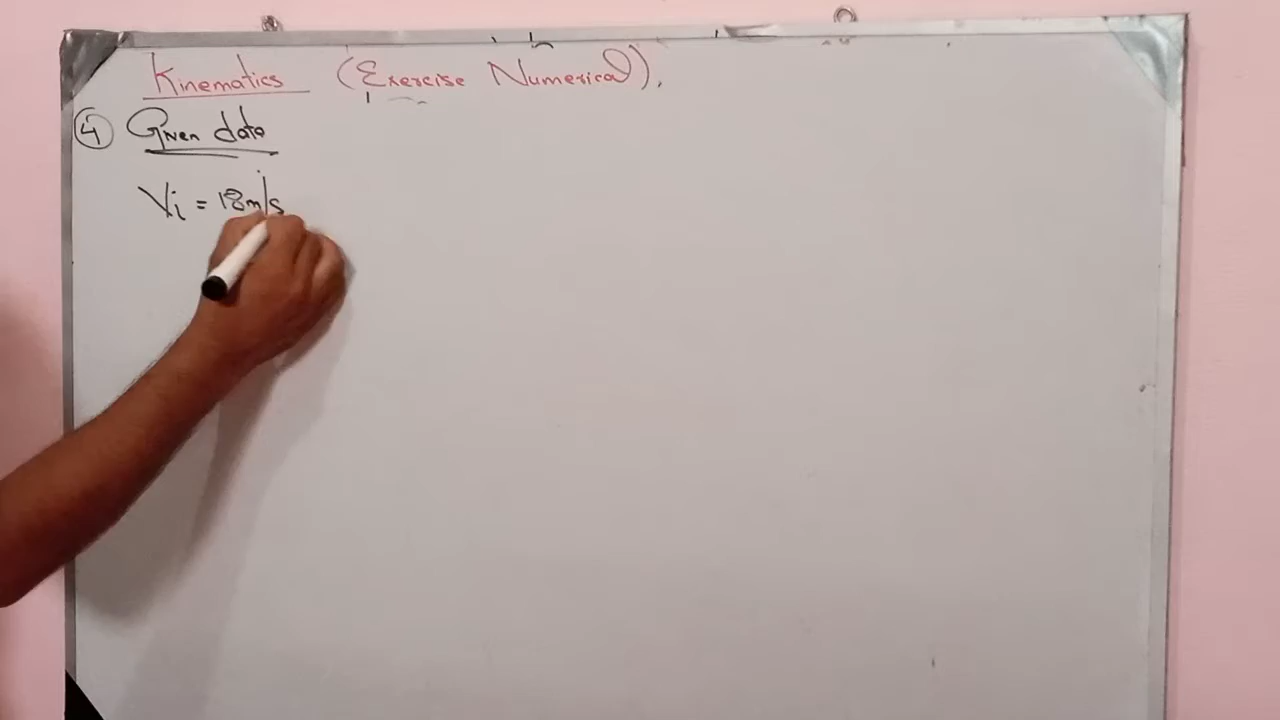 Kinematics (Exercise Numerical).
4 Given data
Vi = 18m/s